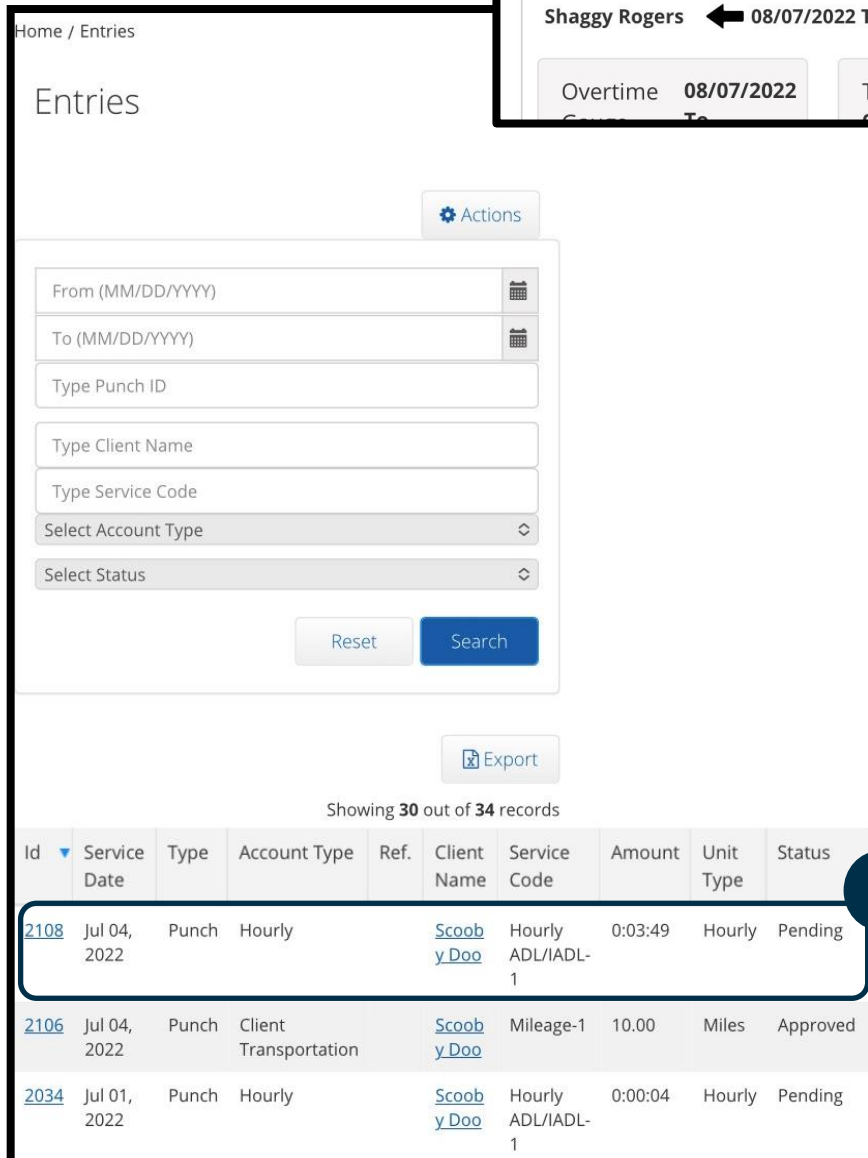 Home / Entries
Shaggy Rogers 08/07/2022
Entries
Overtime 08/07/2022
To
Actions
From (MM/DD/YYYY)
To (MM/DD/YYYY)
Type Punch ID
Type Client Name
Type Service Code
Select Account Type
Select Status
Reset Search
Export
Showing 30 out of 34 records
Id Service Type Account Type Ref. Client Service Amount Unit Status
Date Name Code Type
2108 Jul 04, Punch Hourly Scoob Hourly 0:03:49 Hourly Pending
2022 y Doo ADL/IADL-
1
2106 Jul 04, Punch Client Scoob Mileage-1 10.00 Miles Approved
2022 Transportation y Doo
2034 Jul 01, Punch Hourly Scoob Hourly 0:00:04 Hourly Pending
2022 y Doo ADL/IADL-
1